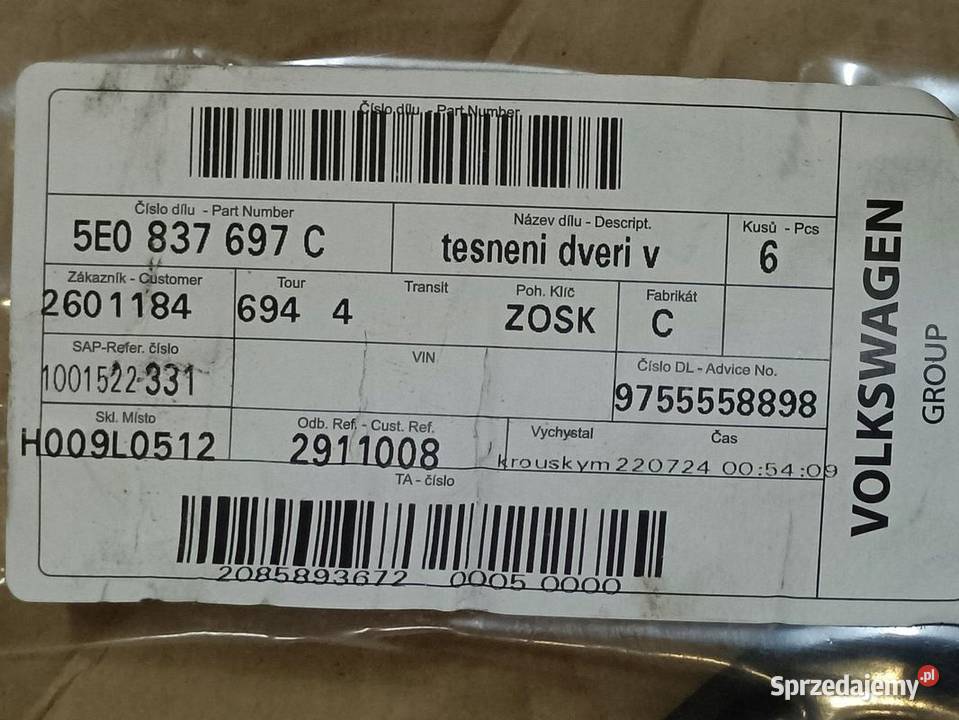 Číslo dílu - Part Number
Číslo dílu - Part Number
5E0 837 697 C
Název dílu - Descript.
tesneni dveri v
Kusů - Pcs
6
Zákazník - Customer
2601184
Tour
694 4
Transit
Poh. Klíč
ZOSK
Fabrikát
C
SAP-Refer. číslo
1001522 331
VIN
Číslo DL - Advice No.
9755558898
Skl. Místo
H009L0512
Odb. Ref. - Cust. Ref.
2911008
Vychystal
Čas
krouskym 220724 00:54:09
TA - číslo
2085893672 0005 0000
VOLKSWAGEN
GROUP
Sprzedajemy.pl